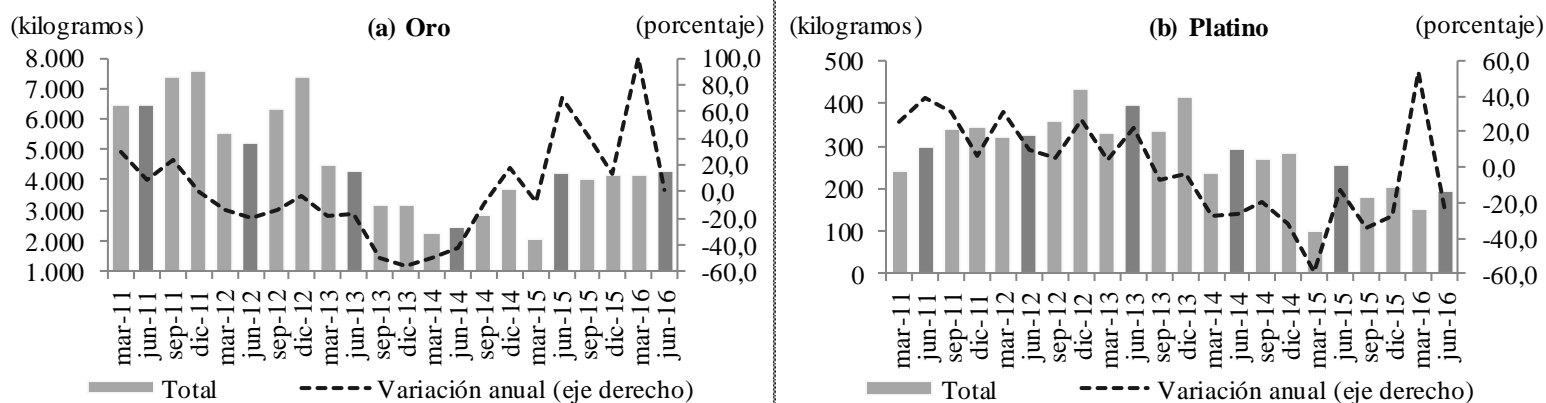 (kilogramos) (a) Oro (porcentaje)
8.000
7.000
6.000
5.000
4.000
3.000
2.000
1.000
100,0
80,0
60,0
40,0
20,0
0,0
-20,0
-40,0
-60,0
mar-11
jun-11
sep-11
dic-11
mar-12
jun-12
sep-12
dic-12
mar-13
jun-13
sep-13
dic-13
mar-14
jun-14
sep-14
dic-14
mar-15
jun-15
sep-15
dic-15
mar-16
jun-16
Total Variación anual (eje derecho)
(kilogramos) (b) Platino (porcentaje)
500
400
300
200
100
0
60,0
40,0
20,0
0,0
-20,0
-40,0
-60,0
mar-11
jun-11
sep-11
dic-11
mar-12
jun-12
sep-12
dic-12
mar-13
jun-13
sep-13
dic-13
mar-14
jun-14
sep-14
dic-14
mar-15
jun-15
sep-15
dic-15
mar-16
jun-16
Total Variación anual (eje derecho)